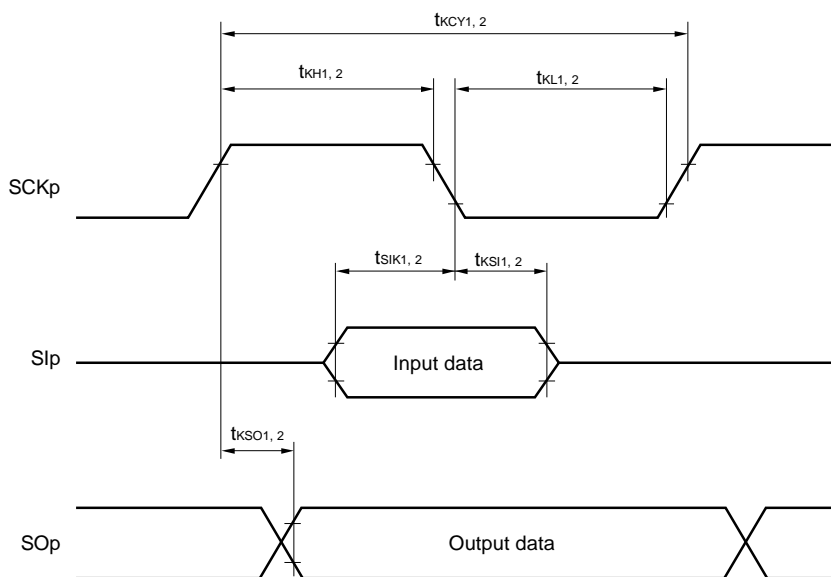 tKCY1, 2
tKH1, 2
tKL1, 2
SCKp
tSIK1, 2
tKSI1, 2
SIp
Input data
tKSO1, 2
SOp
Output data